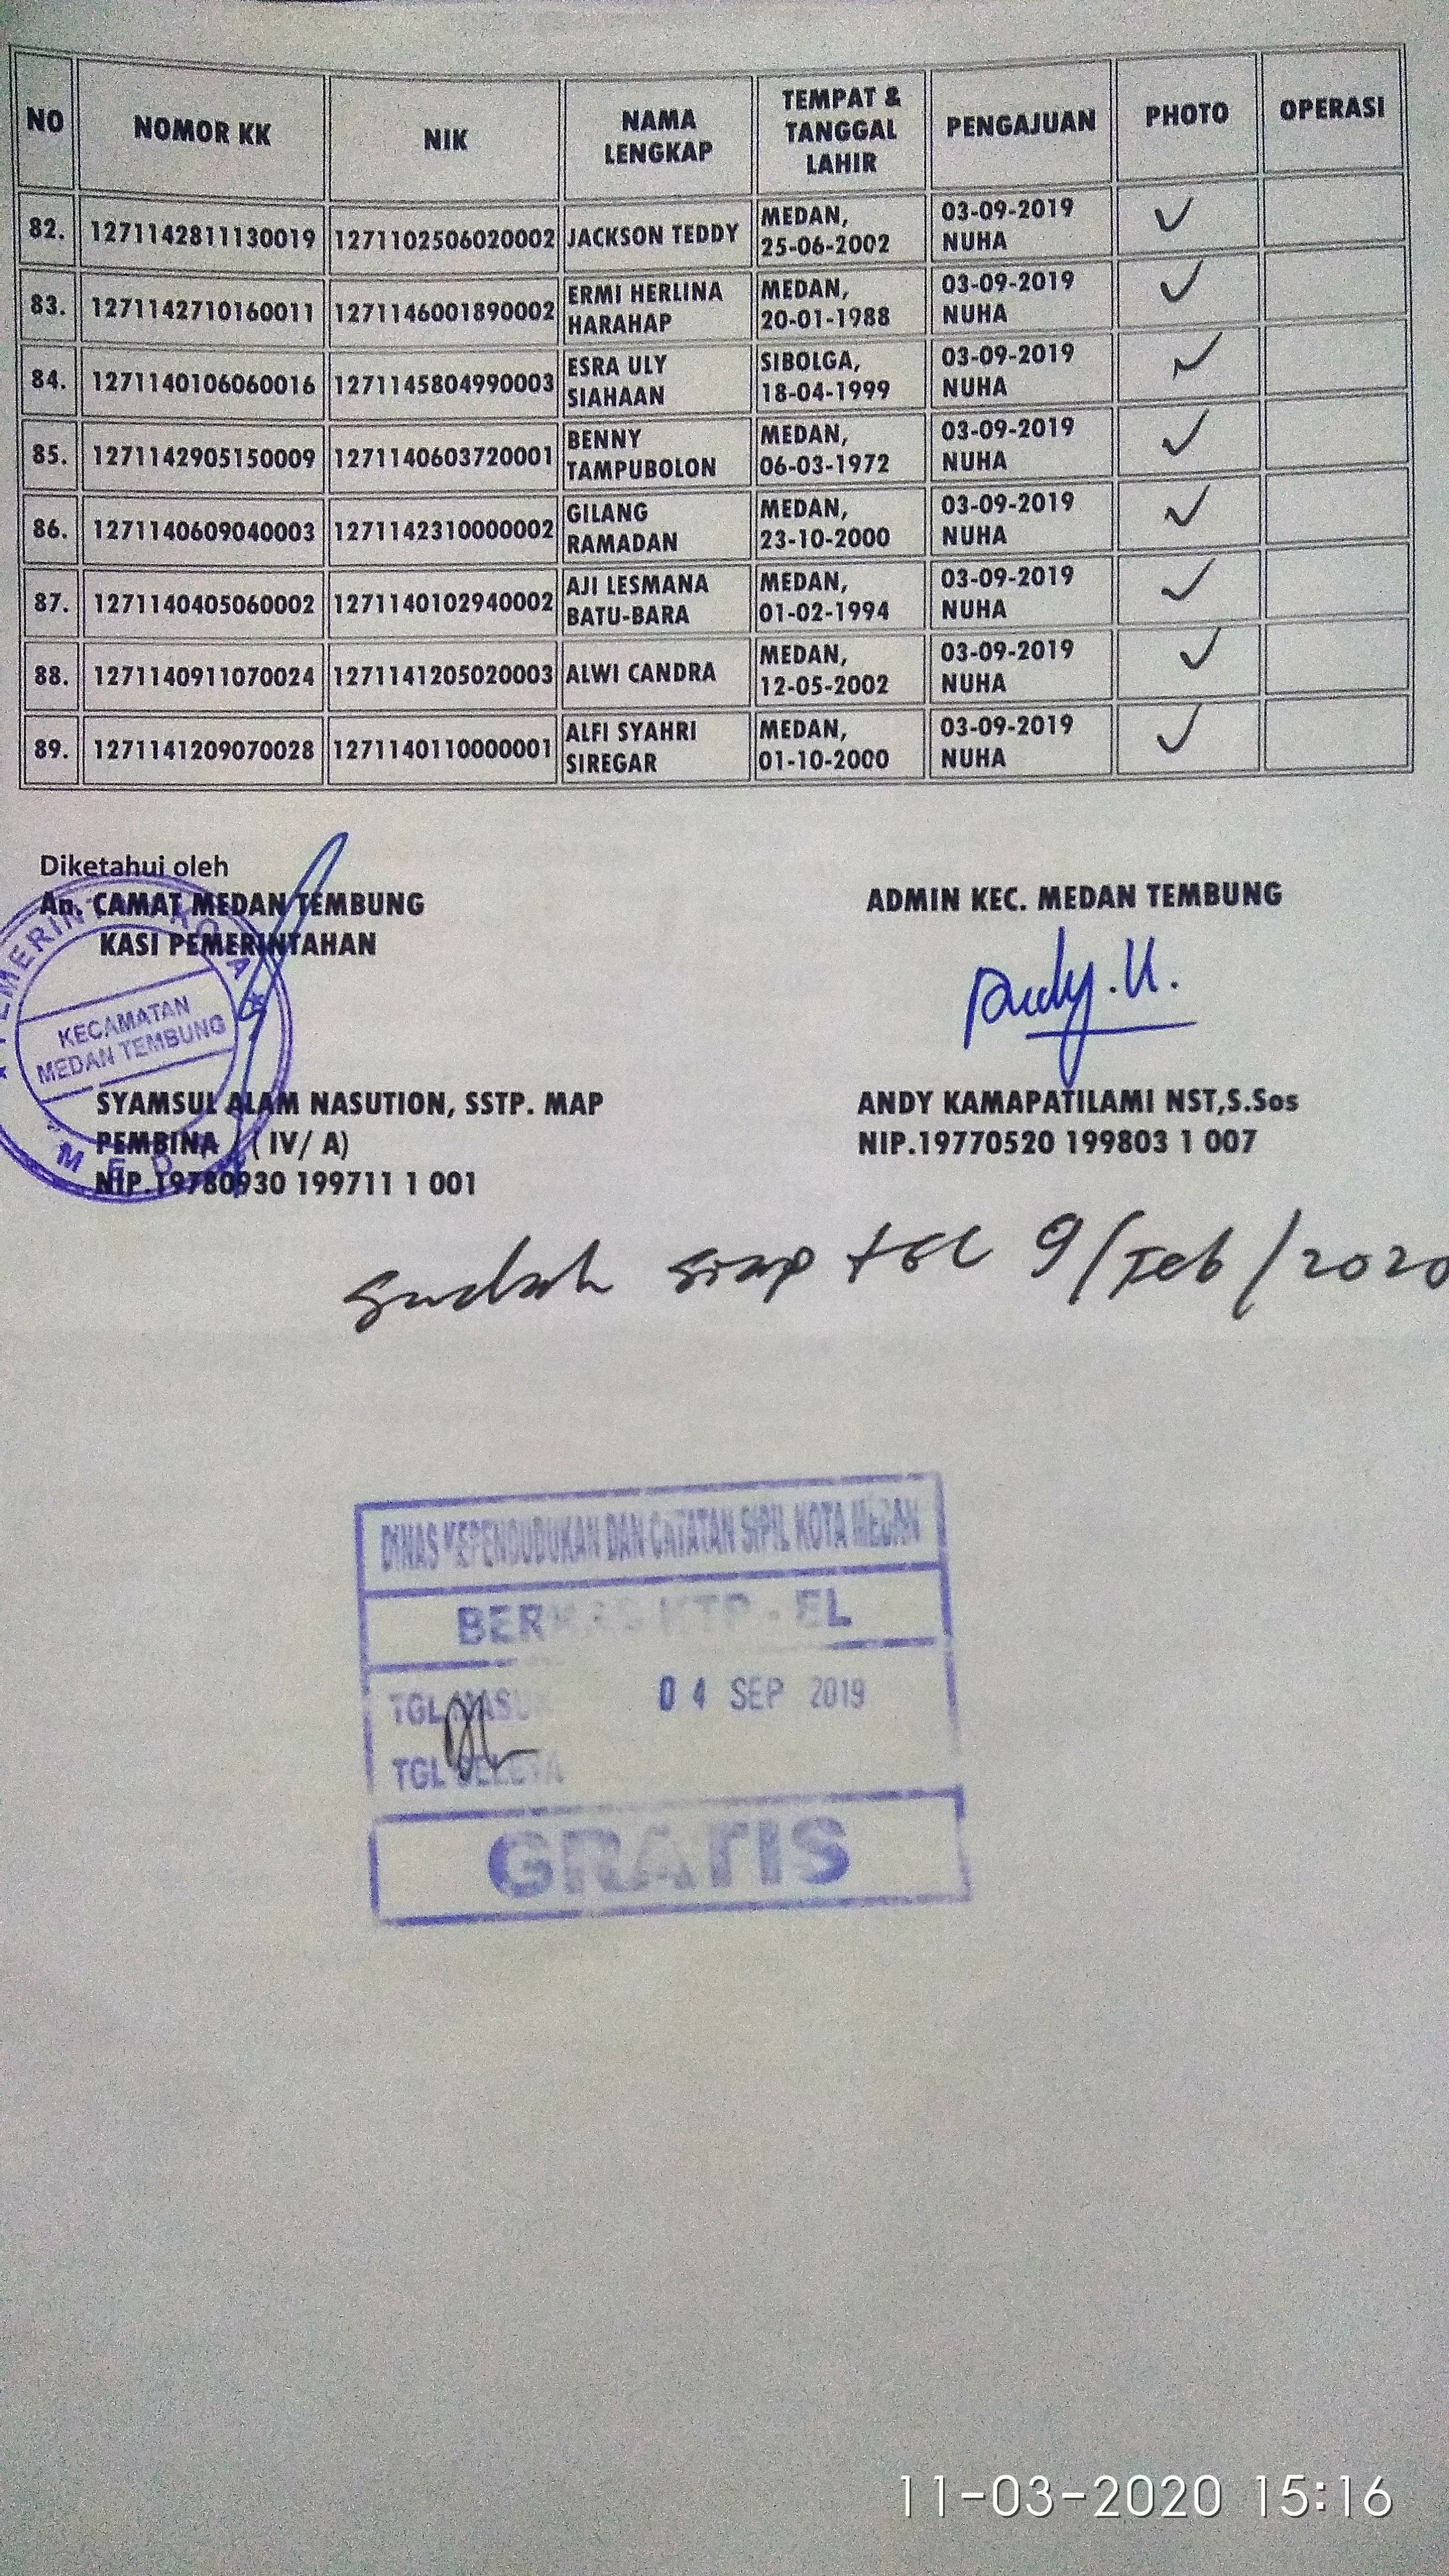 NO NOMOR KK NIK NAMA LENGKAP TEMPAT & TANGGAL LAHIR PENGAJUAN PHOTO OPERASI
82. 1271142811130019 1271102506020002 JACKSON TEDDY MEDAN, 25-06-2002 03-09-2019 NUHA
83. 1271142710160011 1271146001890002 ERMI HERLINA HARAHAP MEDAN, 20-01-1988 03-09-2019 NUHA
84. 1271140106060016 1271145804990003 ESRA ULY SIAHAAN SIBOLGA, 18-04-1999 03-09-2019 NUHA
85. 1271142905150009 1271140603720001 BENNY TAMPUBOLON MEDAN, 06-03-1972 03-09-2019 NUHA
86. 1271140609040003 1271142310000002 GILANG RAMADAN MEDAN, 23-10-2000 03-09-2019 NUHA
87. 1271140405060002 1271140102940002 AJI LESMANA BATU-BARA MEDAN, 01-02-1994 03-09-2019 NUHA
88. 1271140911070024 1271141205020003 ALWI CANDRA MEDAN, 12-05-2002 03-09-2019 NUHA
89. 1271141209070028 1271140110000001 ALFI SYAHRI SIREGAR MEDAN, 01-10-2000 03-09-2019 NUHA
Diketahui oleh
An. CAMAT MEDAN TEMBUNG
KASI PEMERINTAHAN
KECAMATAN
MEDAN TEMBUNG
SYAMSUL ALAM NASUTION, SSTP. MAP
PEMBINA ( IV/ A)
NIP.19780930 199711 1 001
ADMIN KEC. MEDAN TEMBUNG
Andy.U.
ANDY KAMAPATILAMI NST,S.Sos
NIP.19770520 199803 1 007
Sudah siap tgl 9/Feb/2020
DINAS KEPENDUDUKAN DAN CATATAN SIPIL KOTA MEDAN
BERKAS KTP - EL
TGL MASUK 04 SEP 2019
TGL
GRATIS
11-03-2020 15:16